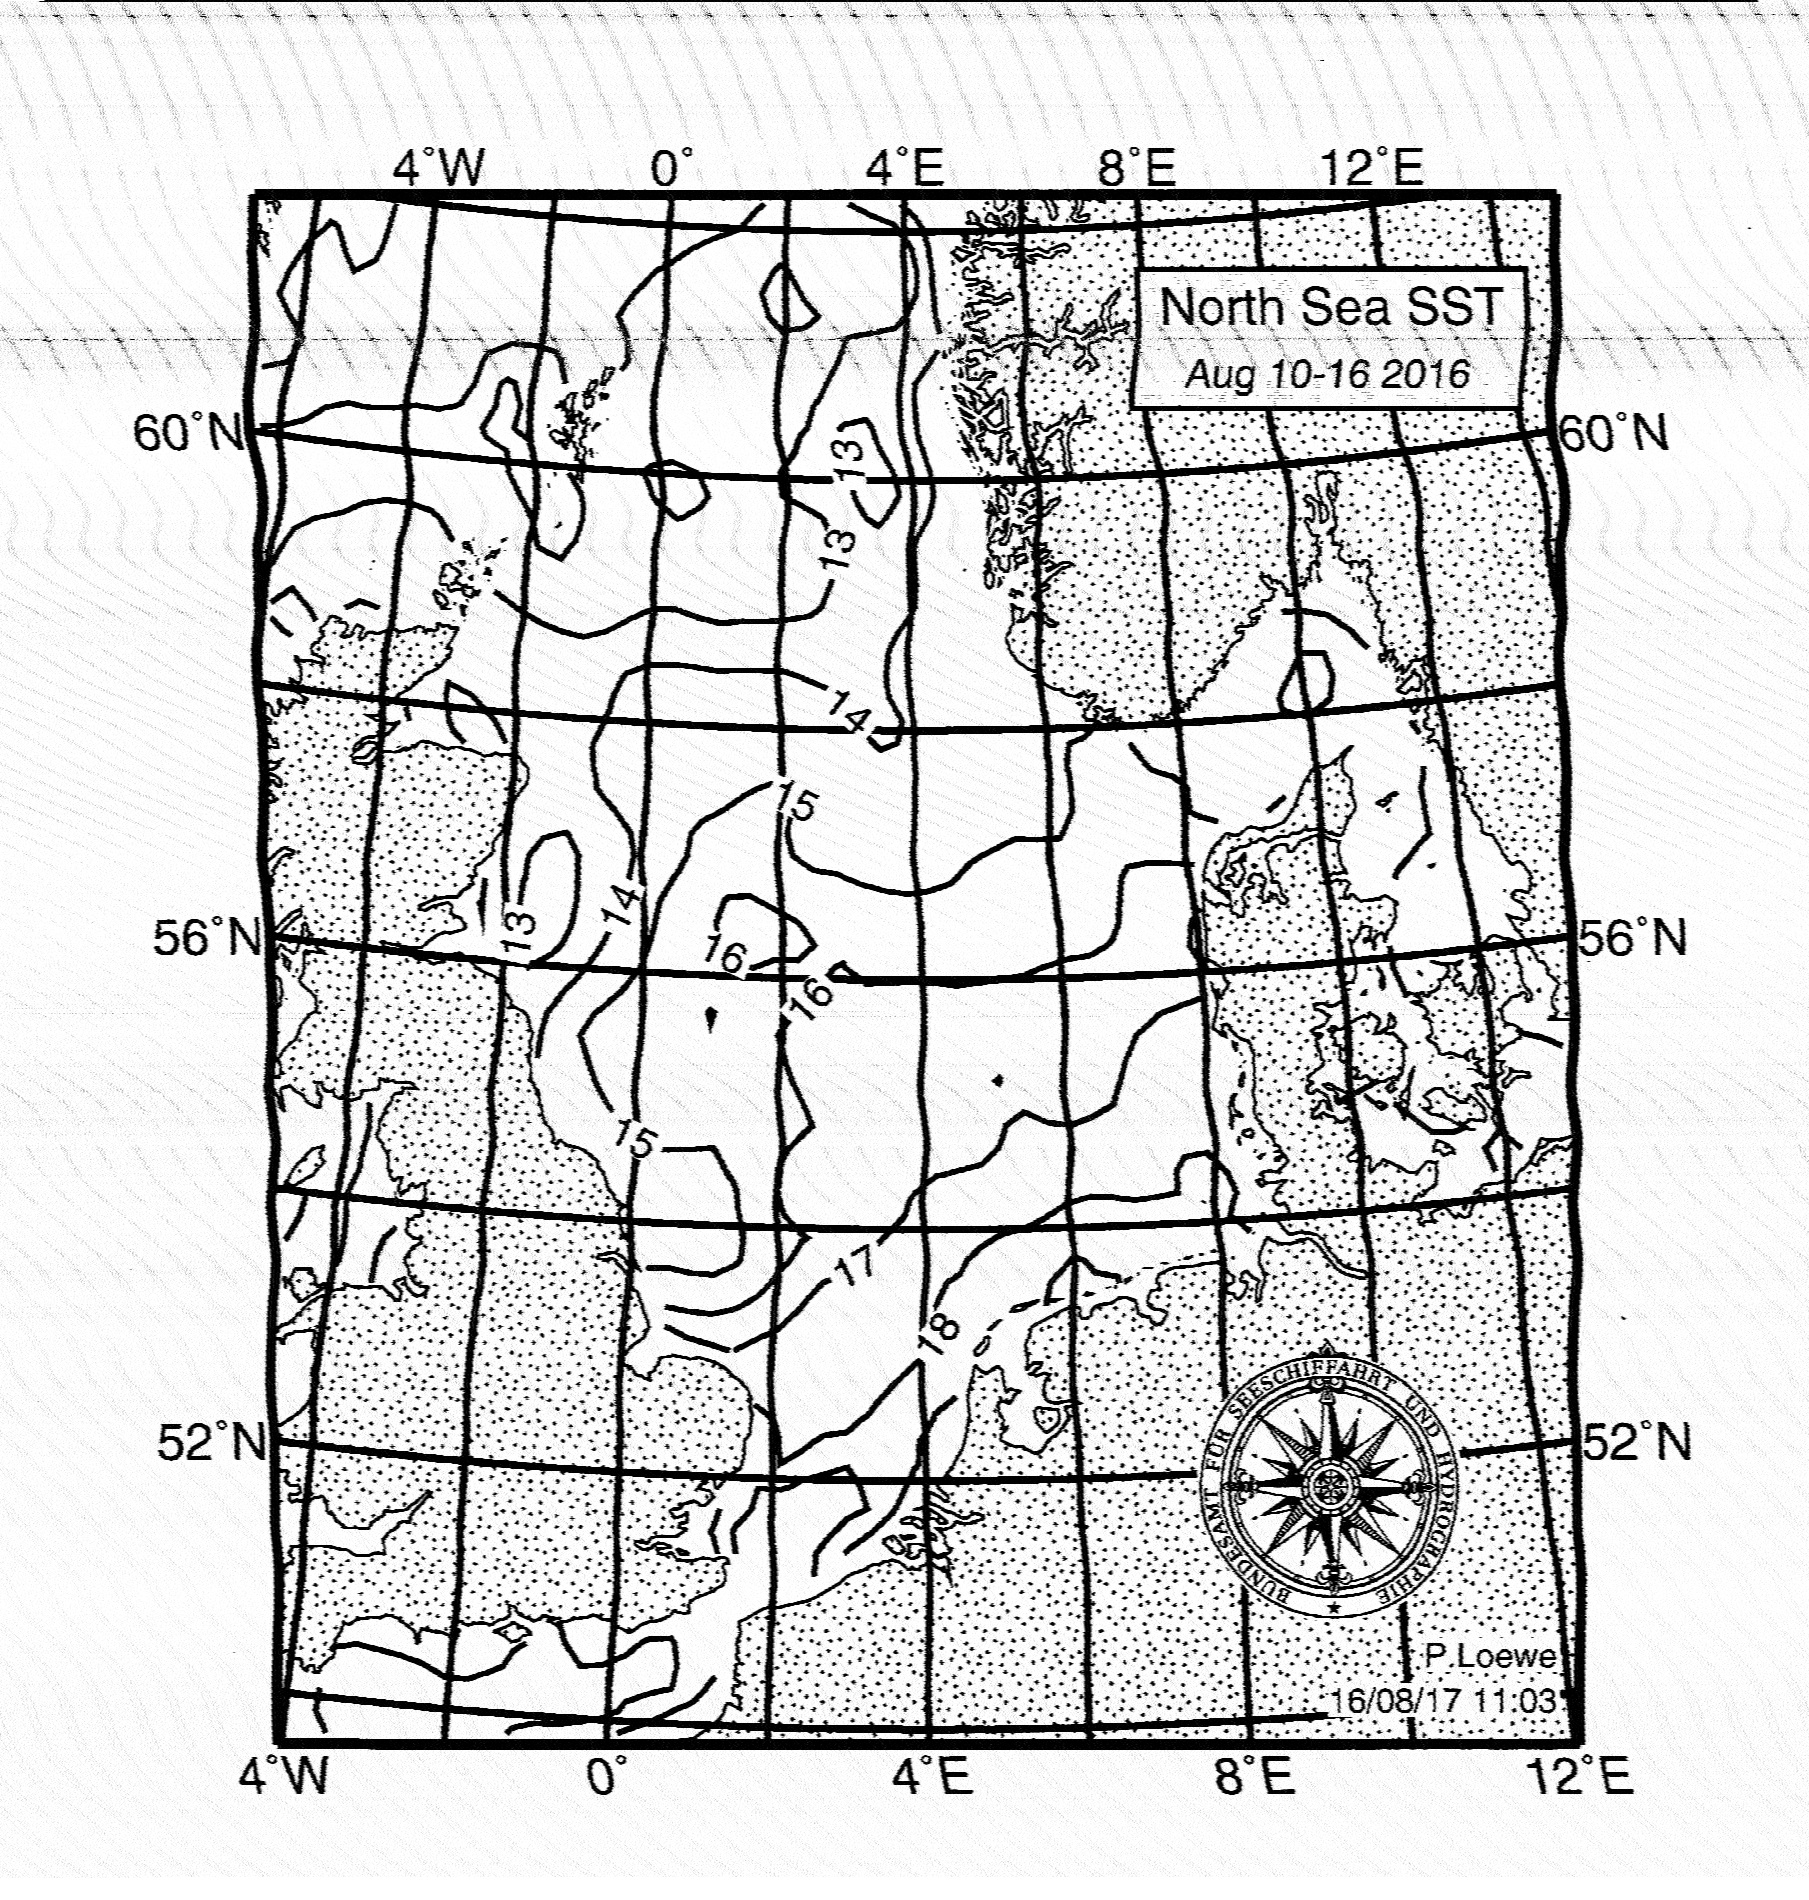 4°W 0° 4°E 8°E 12°E
North Sea SST
Aug 10-16 2016
60°N 60°N
13
13
14
15
14
13
56°N 56°N
16
16
15
17
18
52°N 52°N
BUNDESAMT FÜR SEESCHIFFAHRT UND HYDROGRAPHIE
P.Loewe
16/08/17 11:03
4°W 0° 4°E 8°E 12°E